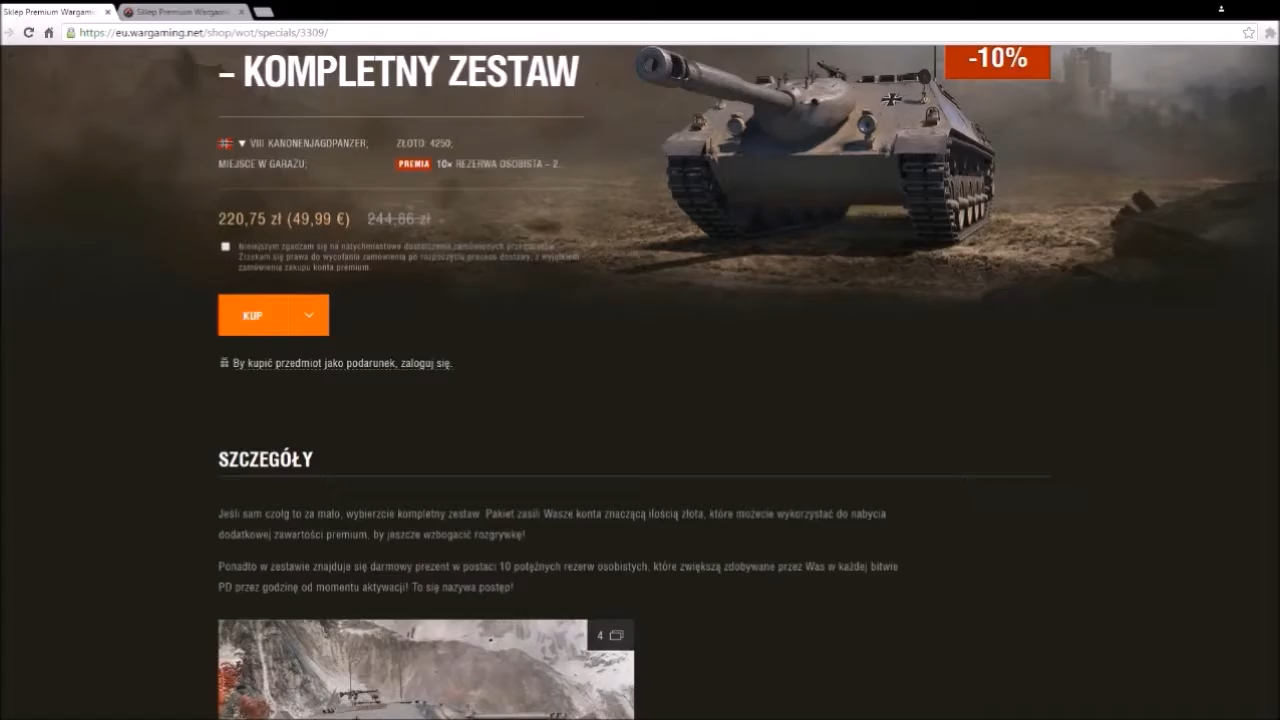 Sklep Premium Wargami
Sklep Premium Wargami
https://eu.wargaming.net/shop/wot/specials/3309/
– KOMPLETNY ZESTAW
-10%
VIII KANONENJAGDPANZER;
ZŁOTO: 4250;
MIEJSCE W GARAŻU;
PREMIA 10× REZERWA OSOBISTA – 2...
220,75 zł (49,99 €) 244,86 zł
Niniejszym zgadzam się na natychmiastowe dostarczenie zamówionych przedmiotów.
Zrzekam się prawa do wycofania zamówienia po rozpoczęciu procesu dostawy, z wyjątkiem
zamówienia zakupu konta premium.
KUP
By kupić przedmiot jako podarunek, zaloguj się.
SZCZEGÓŁY
Jeśli sam czołg to za mało, wybierzcie kompletny zestaw. Pakiet zasili Wasze konta znaczącą ilością złota, które możecie wykorzystać do nabycia
dodatkowej zawartości premium, by jeszcze wzbogacić rozgrywkę!
Ponadto w zestawie znajduje się darmowy prezent w postaci 10 potężnych rezerw osobistych, które zwiększą zdobywane przez Was w każdej bitwie
PD przez godzinę od momentu aktywacji! To się nazywa postęp!
4